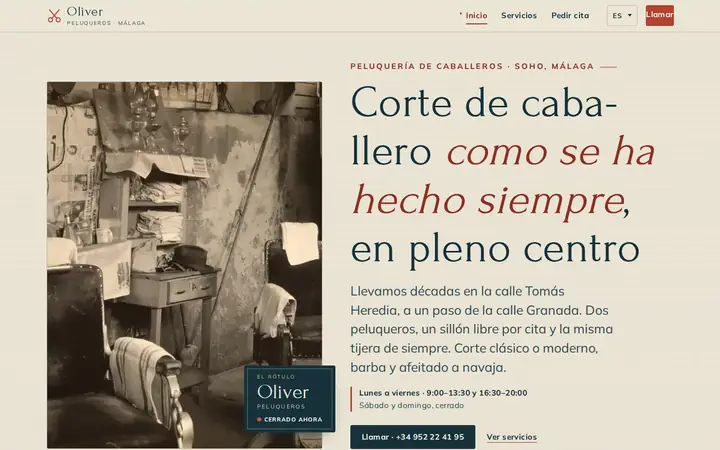 Oliver
PELUQUEROS · MÁLAGA
Inicio
Servicios
Pedir cita
ES
Llamar
PELUQUERÍA DE CABALLEROS · SOHO, MÁLAGA
Corte de caba-
llero como se ha
hecho siempre,
en pleno centro
Llevamos décadas en la calle Tomás
Heredia, a un paso de la calle Granada. Dos
peluqueros, un sillón libre por cita y la misma
tijera de siempre. Corte clásico o moderno,
barba y afeitado a navaja.
Lunes a viernes · 9:00–13:30 y 16:30–20:00
Sábado y domingo, cerrado
Llamar · +34 952 22 41 95
Ver servicios
EL RÓTULO
Oliver
PELUQUEROS
CERRADO AHORA